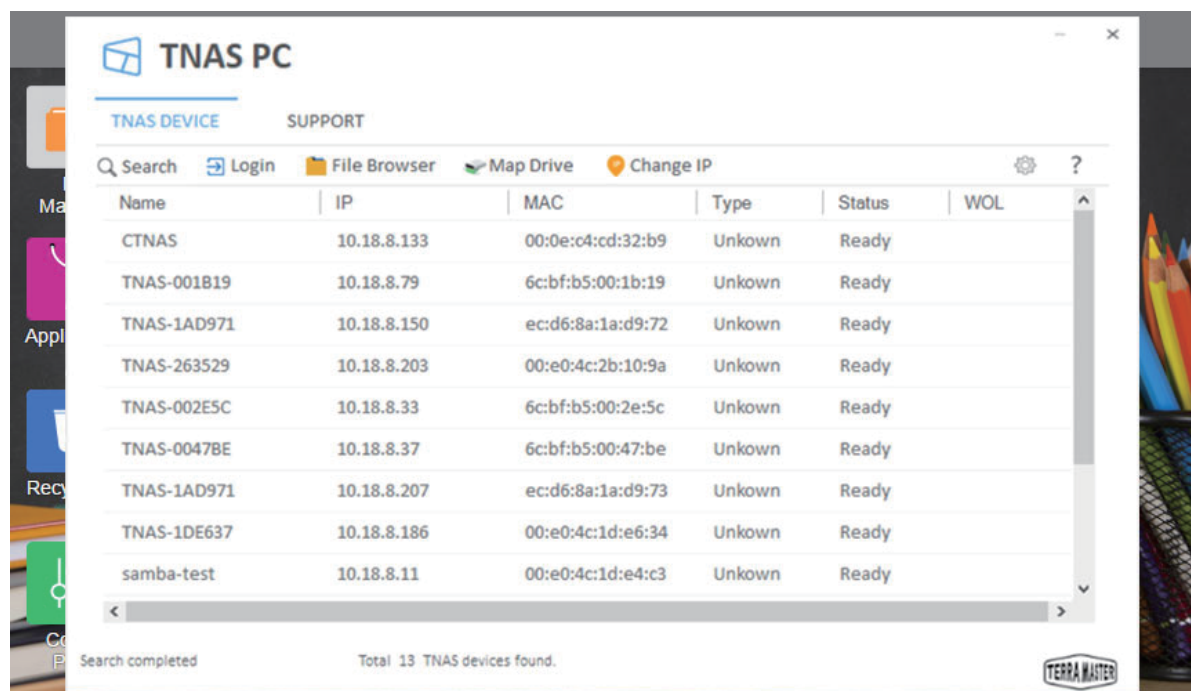 TNAS PC
TNAS DEVICE SUPPORT
Search Login File Browser Map Drive Change IP ?
Name IP MAC Type Status WOL
CTNAS 10.18.8.133 00:0e:c4:cd:32:b9 Unkown Ready
TNAS-001B19 10.18.8.79 6c:bf:b5:00:1b:19 Unkown Ready
TNAS-1AD971 10.18.8.150 ec:d6:8a:1a:d9:72 Unkown Ready
TNAS-263529 10.18.8.203 00:e0:4c:2b:10:9a Unkown Ready
TNAS-002E5C 10.18.8.33 6c:bf:b5:00:2e:5c Unkown Ready
TNAS-0047BE 10.18.8.37 6c:bf:b5:00:47:be Unkown Ready
TNAS-1AD971 10.18.8.207 ec:d6:8a:1a:d9:73 Unkown Ready
TNAS-1DE637 10.18.8.186 00:e0:4c:1d:e6:34 Unkown Ready
samba-test 10.18.8.11 00:e0:4c:1d:e4:c3 Unkown Ready
Search completed Total 13 TNAS devices found.
TERRAMASTER
Ma
Appl
Recy
Co
P